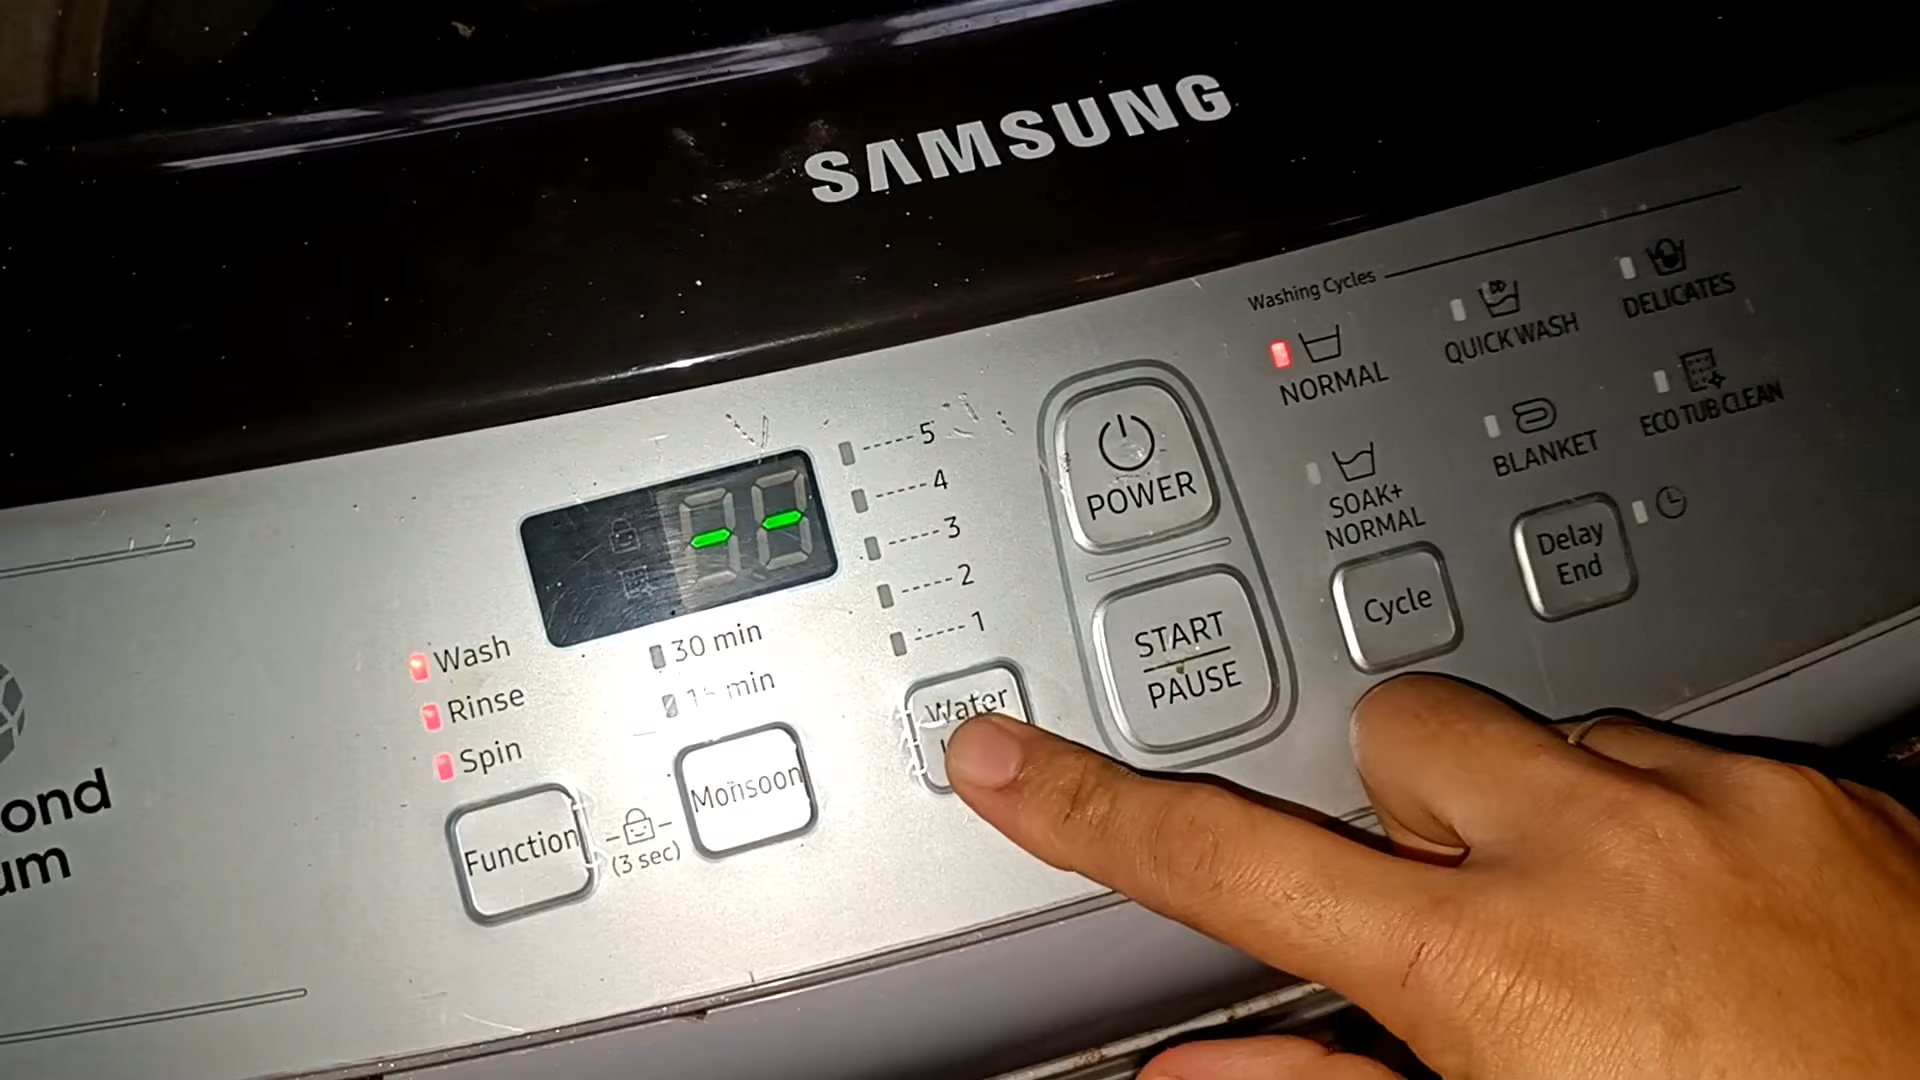 SAMSUNG
Washing Cycles
NORMAL
QUICK WASH
DELICATES
SOAK+
NORMAL
BLANKET
ECO TUB CLEAN
5
4
3
2
1
POWER
START
PAUSE
Cycle
Delay
End
Wash
Rinse
Spin
30 min
min
Water
Function
(3 sec)
Monsoon
ond
um
--